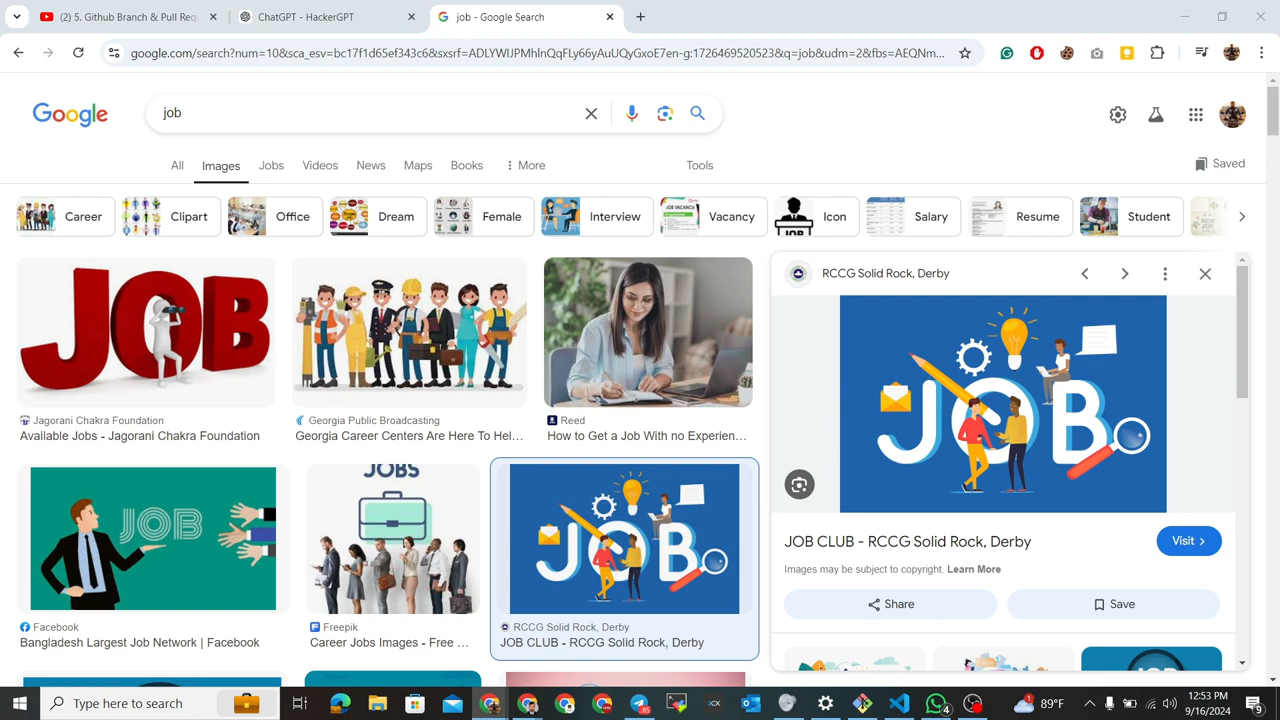 (2) 5. Github Branch & Pull Req
ChatGPT - HackerGPT
job - Google Search
google.com/search?num=10&sca_esv=bc17f1d65ef343c6&sxsrf=ADLYWIJPMhlnQqFLy66yAuUQyGxoE7en-g:1726469520523&q=job&udm=2&fbs=AEQNm...
Google
job
All Images Jobs Videos News Maps Books More Tools
Saved
Career Clipart Office Dream Female Interview Vacancy Icon Salary Resume Student
RCCG Solid Rock, Derby
JOB
Jagorani Chakra Foundation
Available Jobs - Jagorani Chakra Foundation
Georgia Public Broadcasting
Georgia Career Centers Are Here To Hel...
Reed
How to Get a Job With no Experien...
JOB
JOB CLUB - RCCG Solid Rock, Derby
Visit
Images may be subject to copyright. Learn More
Share
Save
JOB
Facebook
Bangladesh Largest Job Network | Facebook
JOBS
Freepik
Career Jobs Images - Free ...
JOB
RCCG Solid Rock, Derby
JOB CLUB - RCCG Solid Rock, Derby
JOB
Type here to search
85
4
89°F
12:53 PM
9/16/2024
9